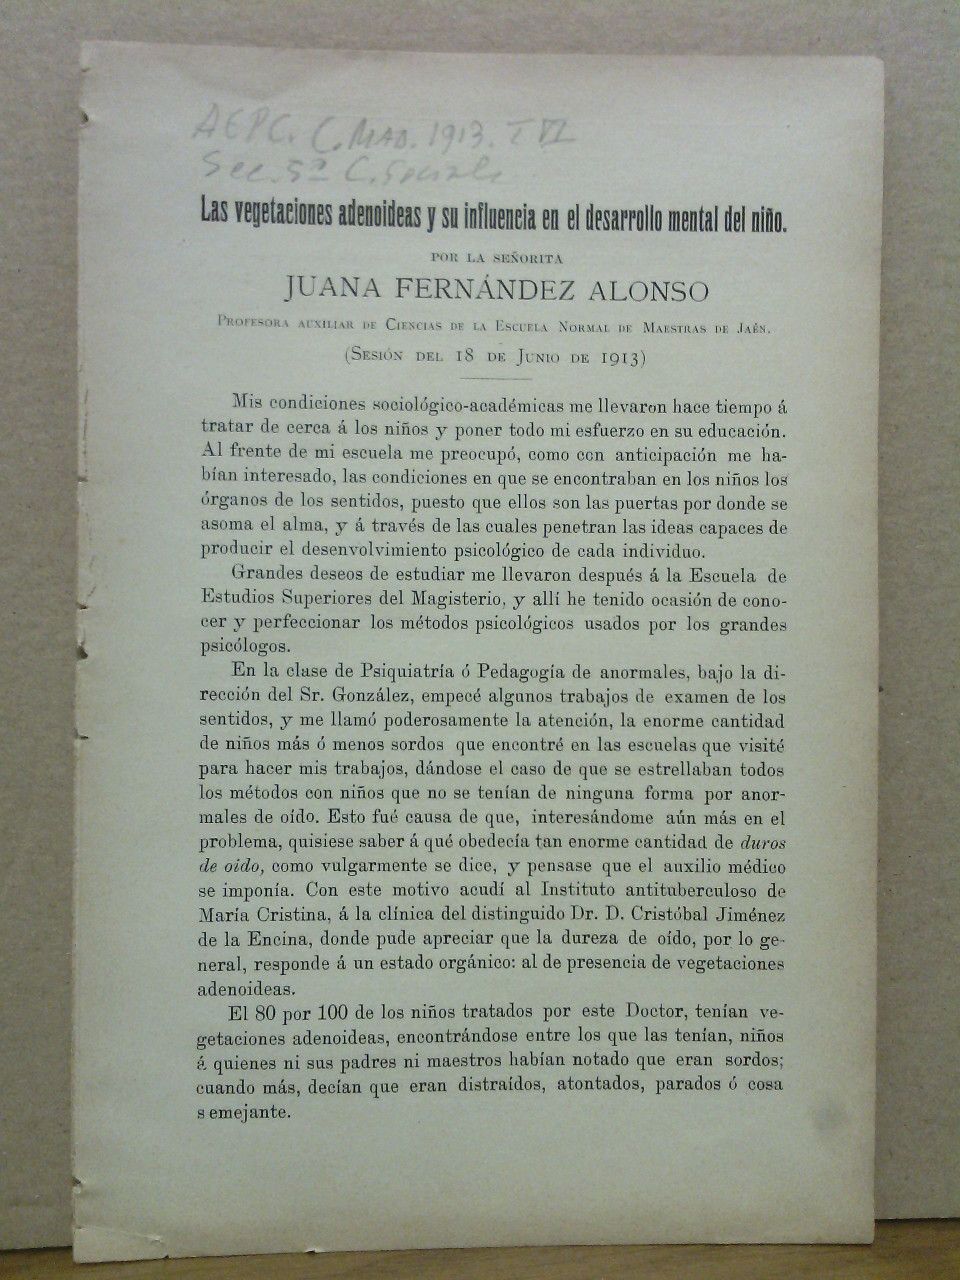 AEPC. C. MAD. 1913. T VI
Sec. 5ª C. Sociales
Las vegetaciones adenoideas y su influencia en el desarrollo mental del niño.
POR LA SEÑORITA
JUANA FERNÁNDEZ ALONSO
PROFESORA AUXILIAR DE CIENCIAS DE LA ESCUELA NORMAL DE MAESTRAS DE JAÉN.
(SESIÓN DEL 18 DE JUNIO DE 1913)
Mis condiciones sociológico-académicas me llevaron hace tiempo á
tratar de cerca á los niños y poner todo mi esfuerzo en su educación.
Al frente de mi escuela me preocupó, como con anticipación me ha-
bían interesado, las condiciones en que se encontraban en los niños los
órganos de los sentidos, puesto que ellos son las puertas por donde se
asoma el alma, y á través de las cuales penetran las ideas capaces de
producir el desenvolvimiento psicológico de cada individuo.
Grandes deseos de estudiar me llevaron después á la Escuela de
Estudios Superiores del Magisterio, y allí he tenido ocasión de cono-
cer y perfeccionar los métodos psicológicos usados por los grandes
psicólogos.
En la clase de Psiquiatría ó Pedagogía de anormales, bajo la di-
rección del Sr. González, empecé algunos trabajos de examen de los
sentidos, y me llamó poderosamente la atención, la enorme cantidad
de niños más ó menos sordos que encontré en las escuelas que visité
para hacer mis trabajos, dándose el caso de que se estrellaban todos
los métodos con niños que no se tenían de ninguna forma por anor-
males de oído. Esto fué causa de que, interesándome aún más en el
problema, quisiese saber á qué obedecía tan enorme cantidad de duros
de oído, como vulgarmente se dice, y pensase que el auxilio médico
se imponía. Con este motivo acudí al Instituto antituberculoso de
María Cristina, á la clínica del distinguido Dr. D. Cristóbal Jiménez
de la Encina, donde pude apreciar que la dureza de oído, por lo ge-
neral, responde á un estado orgánico: al de presencia de vegetaciones
adenoideas.
El 80 por 100 de los niños tratados por este Doctor, tenían ve-
getaciones adenoideas, encontrándose entre los que las tenían, niños
á quienes ni sus padres ni maestros habían notado que eran sordos;
cuando más, decían que eran distraídos, atontados, parados ó cosa
semejante.